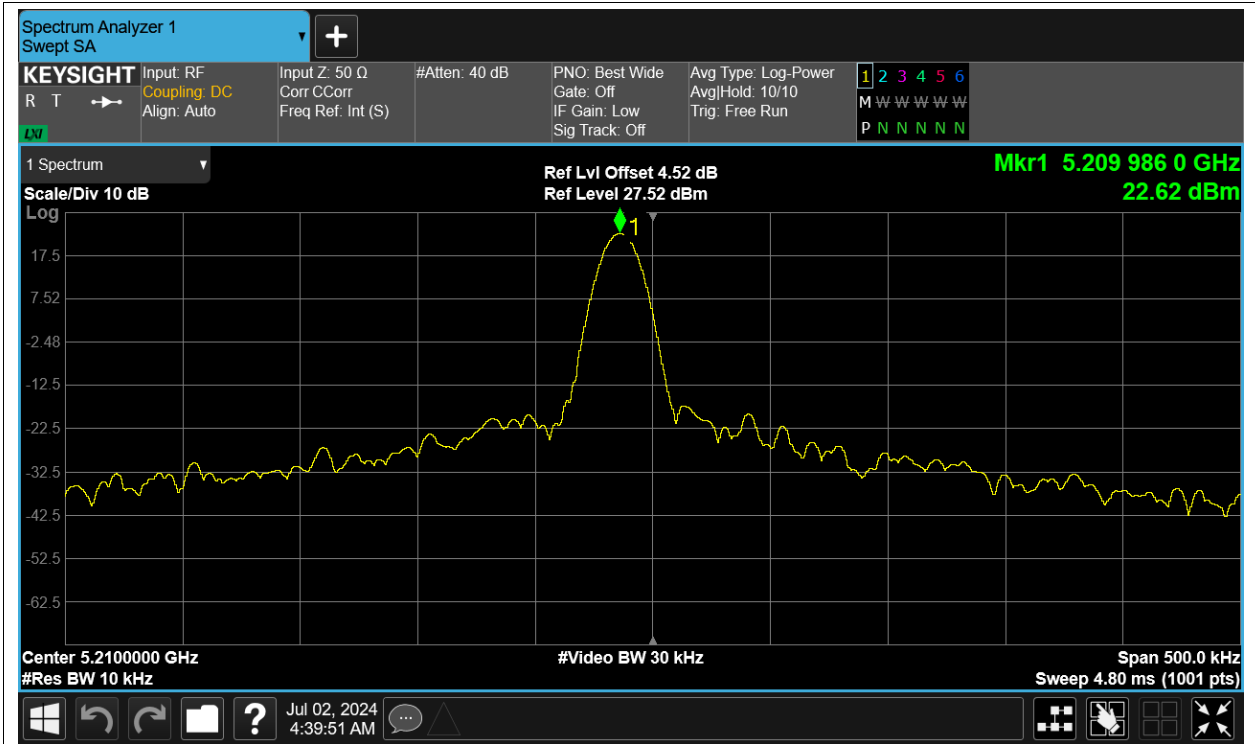 Spectrum Analyzer 1
Swept SA
+
KEYSIGHT
R T
LXI
Input: RF
Coupling: DC
Align: Auto
Input Z: 50 Ω
Corr CCorr
Freq Ref: Int (S)
#Atten: 40 dB
PNO: Best Wide
Gate: Off
IF Gain: Low
Sig Track: Off
Avg Type: Log-Power
Avg|Hold: 10/10
Trig: Free Run
1 2 3 4 5 6
M W W W W W
P N N N N N
1 Spectrum
Scale/Div 10 dB
Log
Ref Lvl Offset 4.52 dB
Ref Level 27.52 dBm
Mkr1 5.209 986 0 GHz
22.62 dBm
1
17.5
7.52
-2.48
-12.5
-22.5
-32.5
-42.5
-52.5
-62.5
Center 5.2100000 GHz
#Res BW 10 kHz
#Video BW 30 kHz
Span 500.0 kHz
Sweep 4.80 ms (1001 pts)
?
Jul 02, 2024
4:39:51 AM